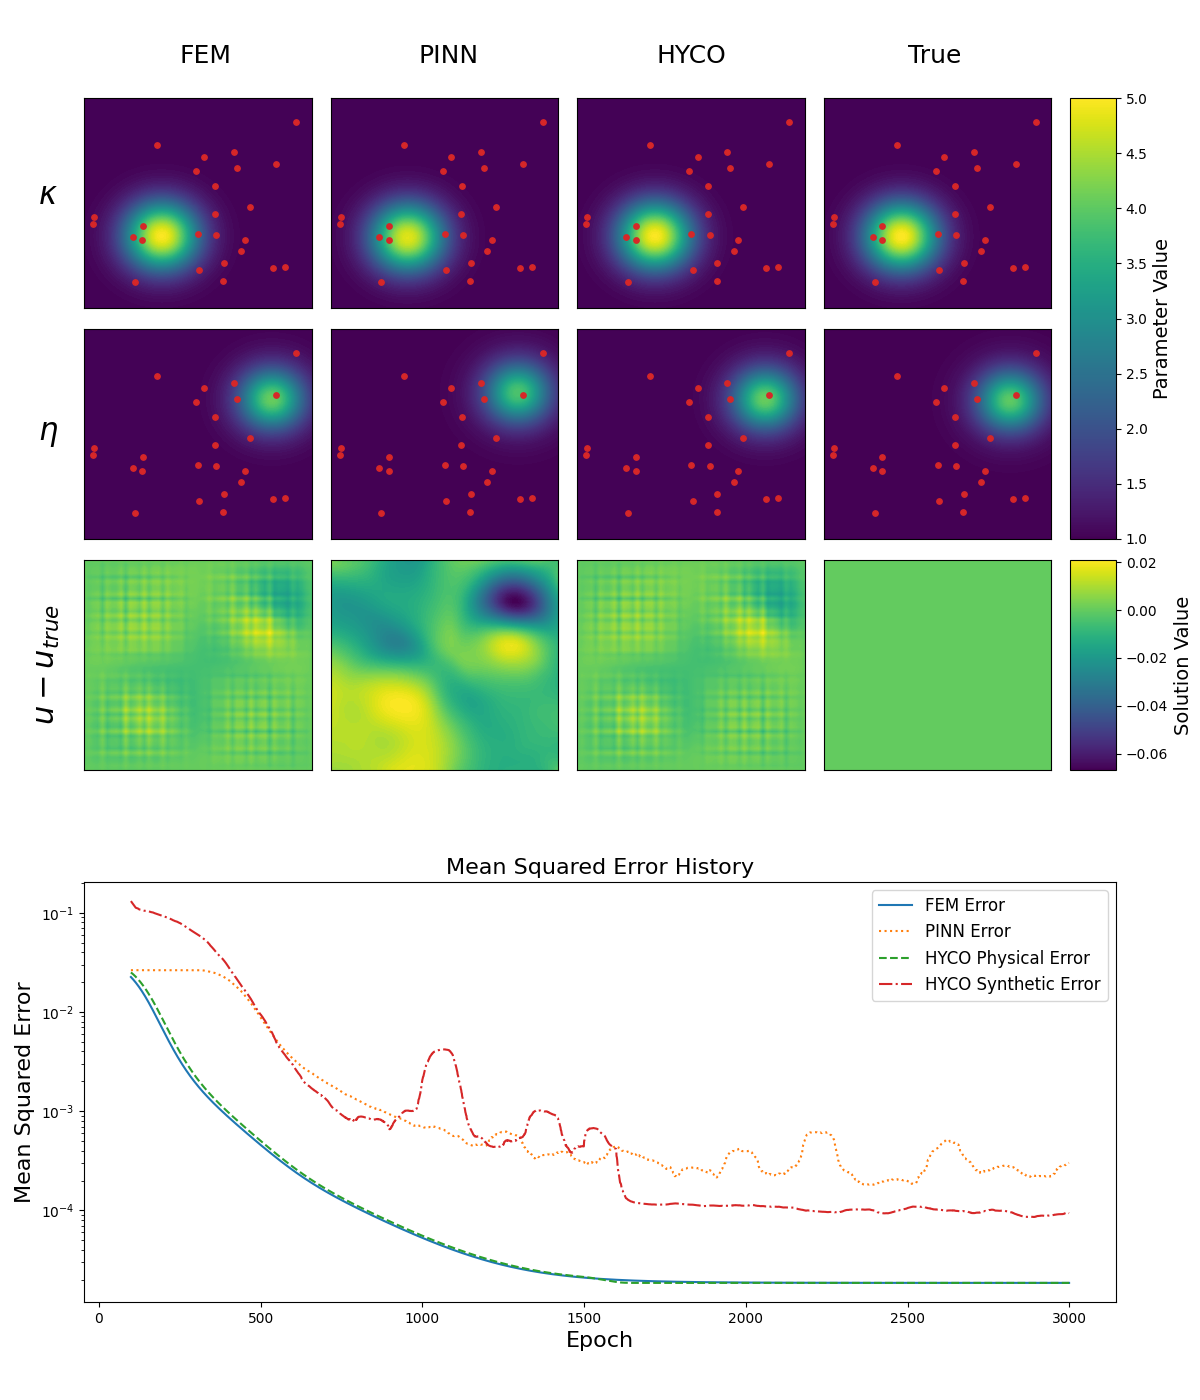 FEM PINN HYCO True
κ
η
u − u_{true}
5.0
4.5
4.0
3.5
3.0
2.5
2.0
1.5
1.0
Parameter Value
0.02
0.00
−0.02
−0.04
−0.06
Solution Value
Mean Squared Error History
FEM Error
PINN Error
HYCO Physical Error
HYCO Synthetic Error
10^{−1}
10^{−2}
10^{−3}
10^{−4}
Mean Squared Error
0 500 1000 1500 2000 2500 3000
Epoch